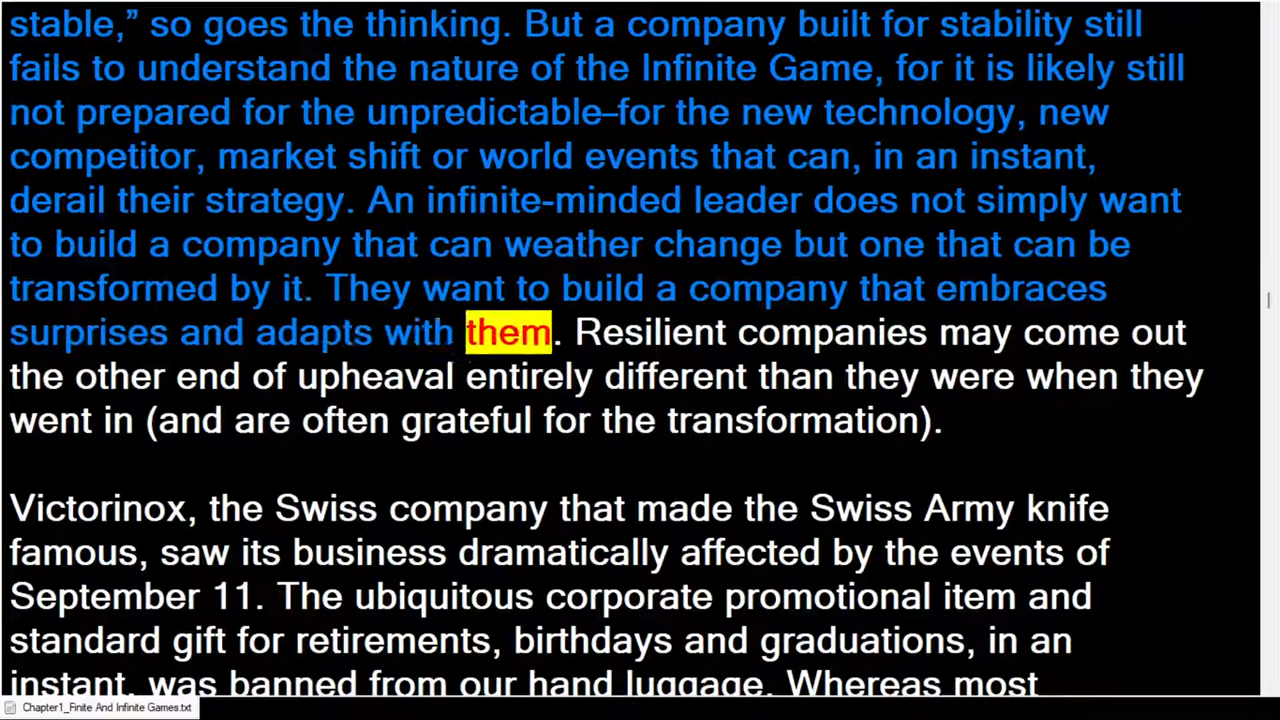 stable,” so goes the thinking. But a company built for stability still
fails to understand the nature of the Infinite Game, for it is likely still
not prepared for the unpredictable–for the new technology, new
competitor, market shift or world events that can, in an instant,
derail their strategy. An infinite-minded leader does not simply want
to build a company that can weather change but one that can be
transformed by it. They want to build a company that embraces
surprises and adapts with them. Resilient companies may come out
the other end of upheaval entirely different than they were when they
went in (and are often grateful for the transformation).
Victorinox, the Swiss company that made the Swiss Army knife
famous, saw its business dramatically affected by the events of
September 11. The ubiquitous corporate promotional item and
standard gift for retirements, birthdays and graduations, in an
instant, was banned from our hand luggage. Whereas most
Chapter1_Finite And Infinite Games.txt